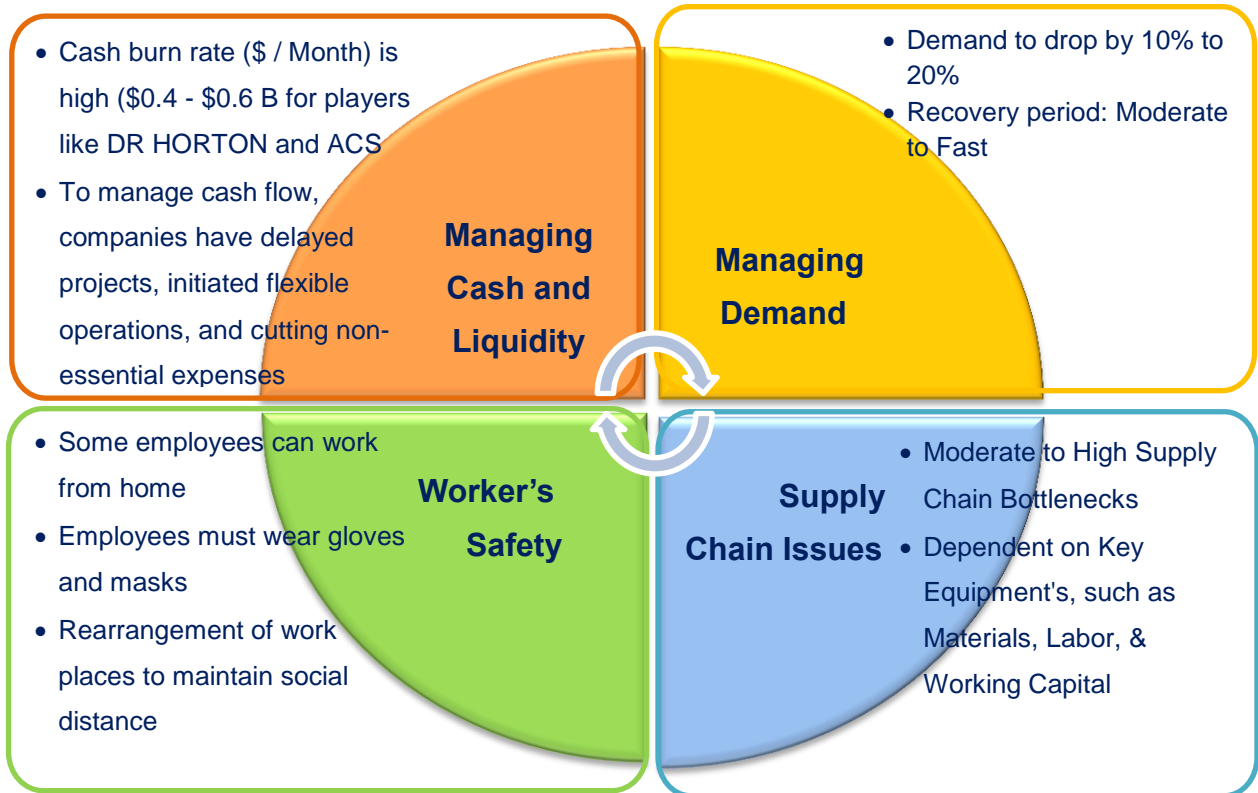 • Cash burn rate ($ / Month) is
high ($0.4 - $0.6 B for players
like DR HORTON and ACS
• To manage cash flow,
companies have delayed
projects, initiated flexible
operations, and cutting non-
essential expenses
Managing
Cash and
Liquidity
• Demand to drop by 10% to
20%
• Recovery period: Moderate
to Fast
Managing
Demand
• Some employees can work
from home
• Employees must wear gloves
and masks
• Rearrangement of work
places to maintain social
distance
Worker’s
Safety
Supply
Chain Issues
• Moderate to High Supply
Chain Bottlenecks
• Dependent on Key
Equipment's, such as
Materials, Labor, &
Working Capital